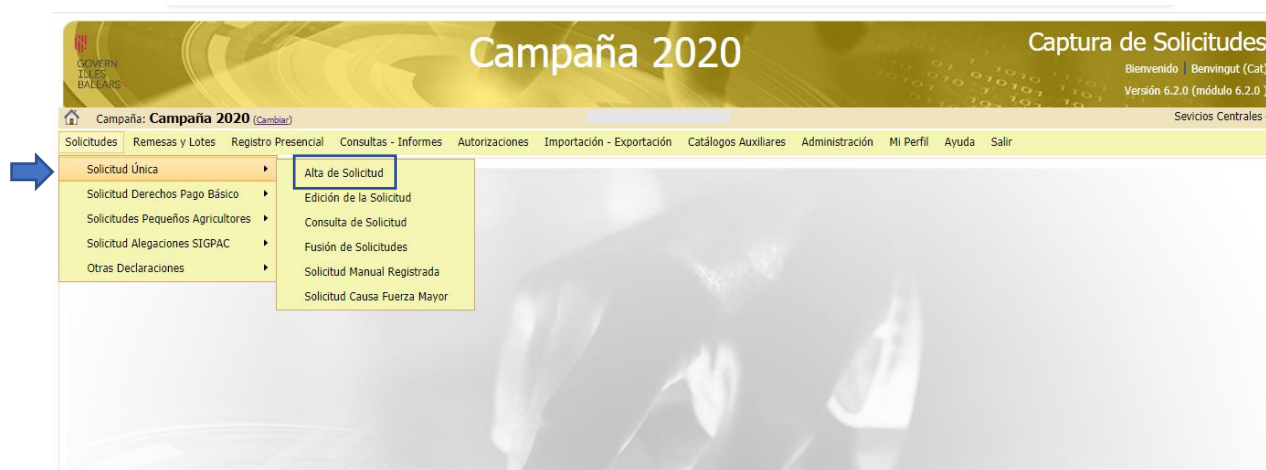 GOVERN
ILLES
BALEARS
Campaña 2020
Captura de Solicitudes
Bienvenido | Benvingut (Cat)
Versión 6.2.0 (módulo 6.2.0 )
Campaña: Campaña 2020 (Cambiar)
Sevicios Centrales
Solicitudes Remesas y Lotes Registro Presencial Consultas - Informes Autorizaciones Importación - Exportación Catálogos Auxiliares Administración Mi Perfil Ayuda Salir
Solicitud Única
Solicitud Derechos Pago Básico
Solicitudes Pequeños Agricultores
Solicitud Alegaciones SIGPAC
Otras Declaraciones
Alta de Solicitud
Edición de la Solicitud
Consulta de Solicitud
Fusión de Solicitudes
Solicitud Manual Registrada
Solicitud Causa Fuerza Mayor